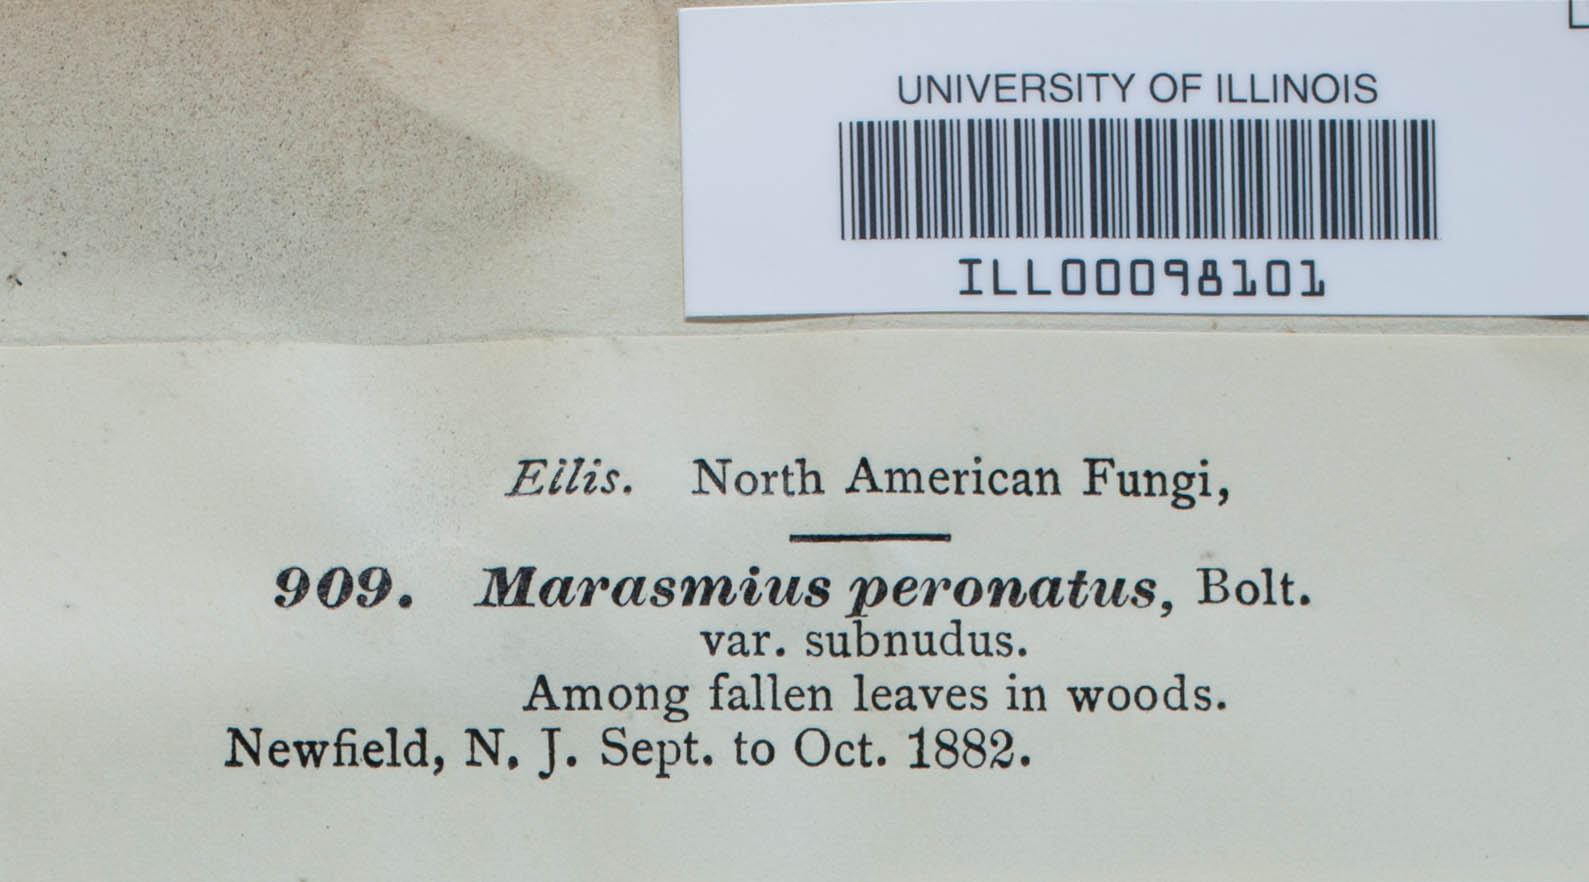 UNIVERSITY OF ILLINOIS
ILL00098101
Ellis. North American Fungi,
909. Marasmius peronatus, Bolt.
var. subnudus.
Among fallen leaves in woods.
Newfield, N. J. Sept. to Oct. 1882.